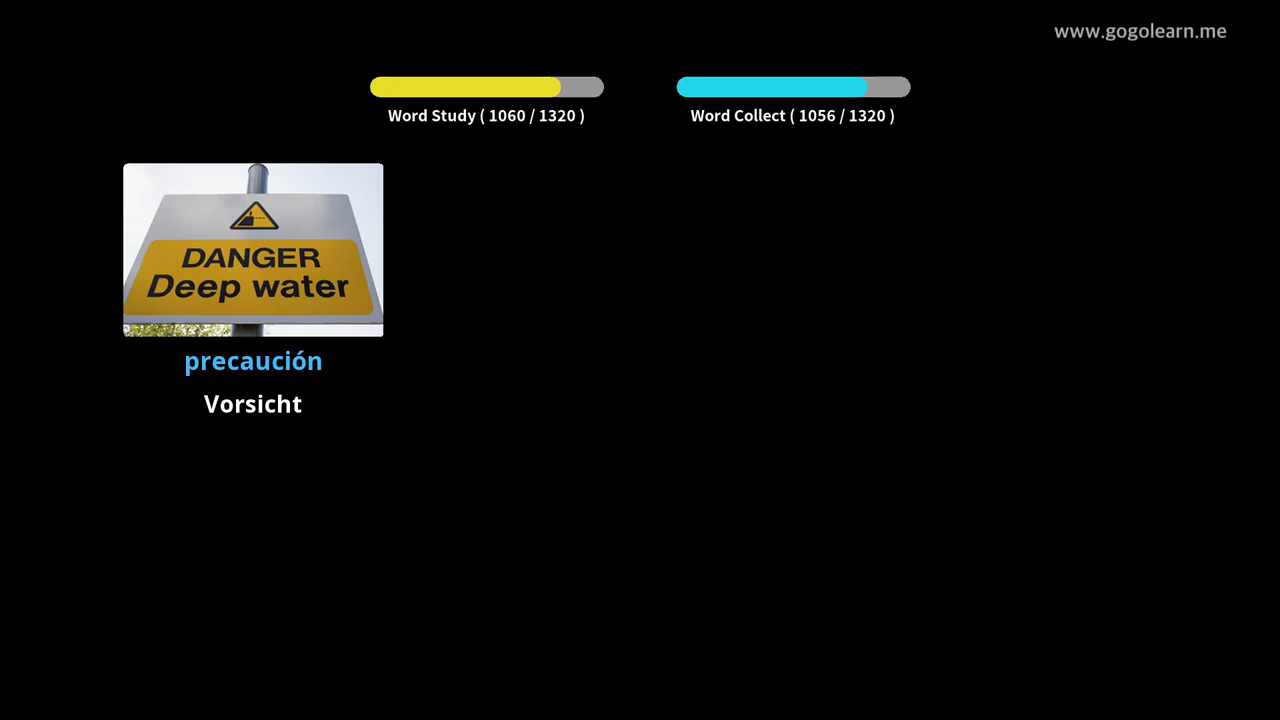 www.gogolearn.me
Word Study ( 1060 / 1320 )
Word Collect ( 1056 / 1320 )
DANGER
Deep water
precaución
Vorsicht